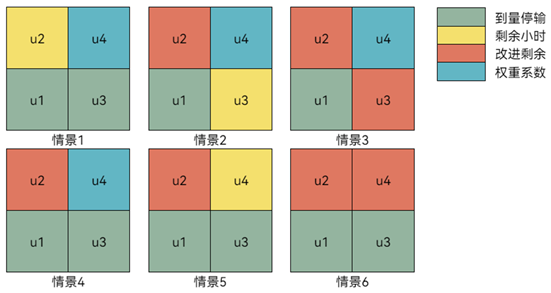 u2 u4 u2 u4 u2 u4
u1 u3 u1 u3 u1 u3
情景1 情景2 情景3
u2 u4 u2 u4 u2 u4
u1 u3 u1 u3 u1 u3
情景4 情景5 情景6
到量停输
剩余小时
改进剩余
权重系数